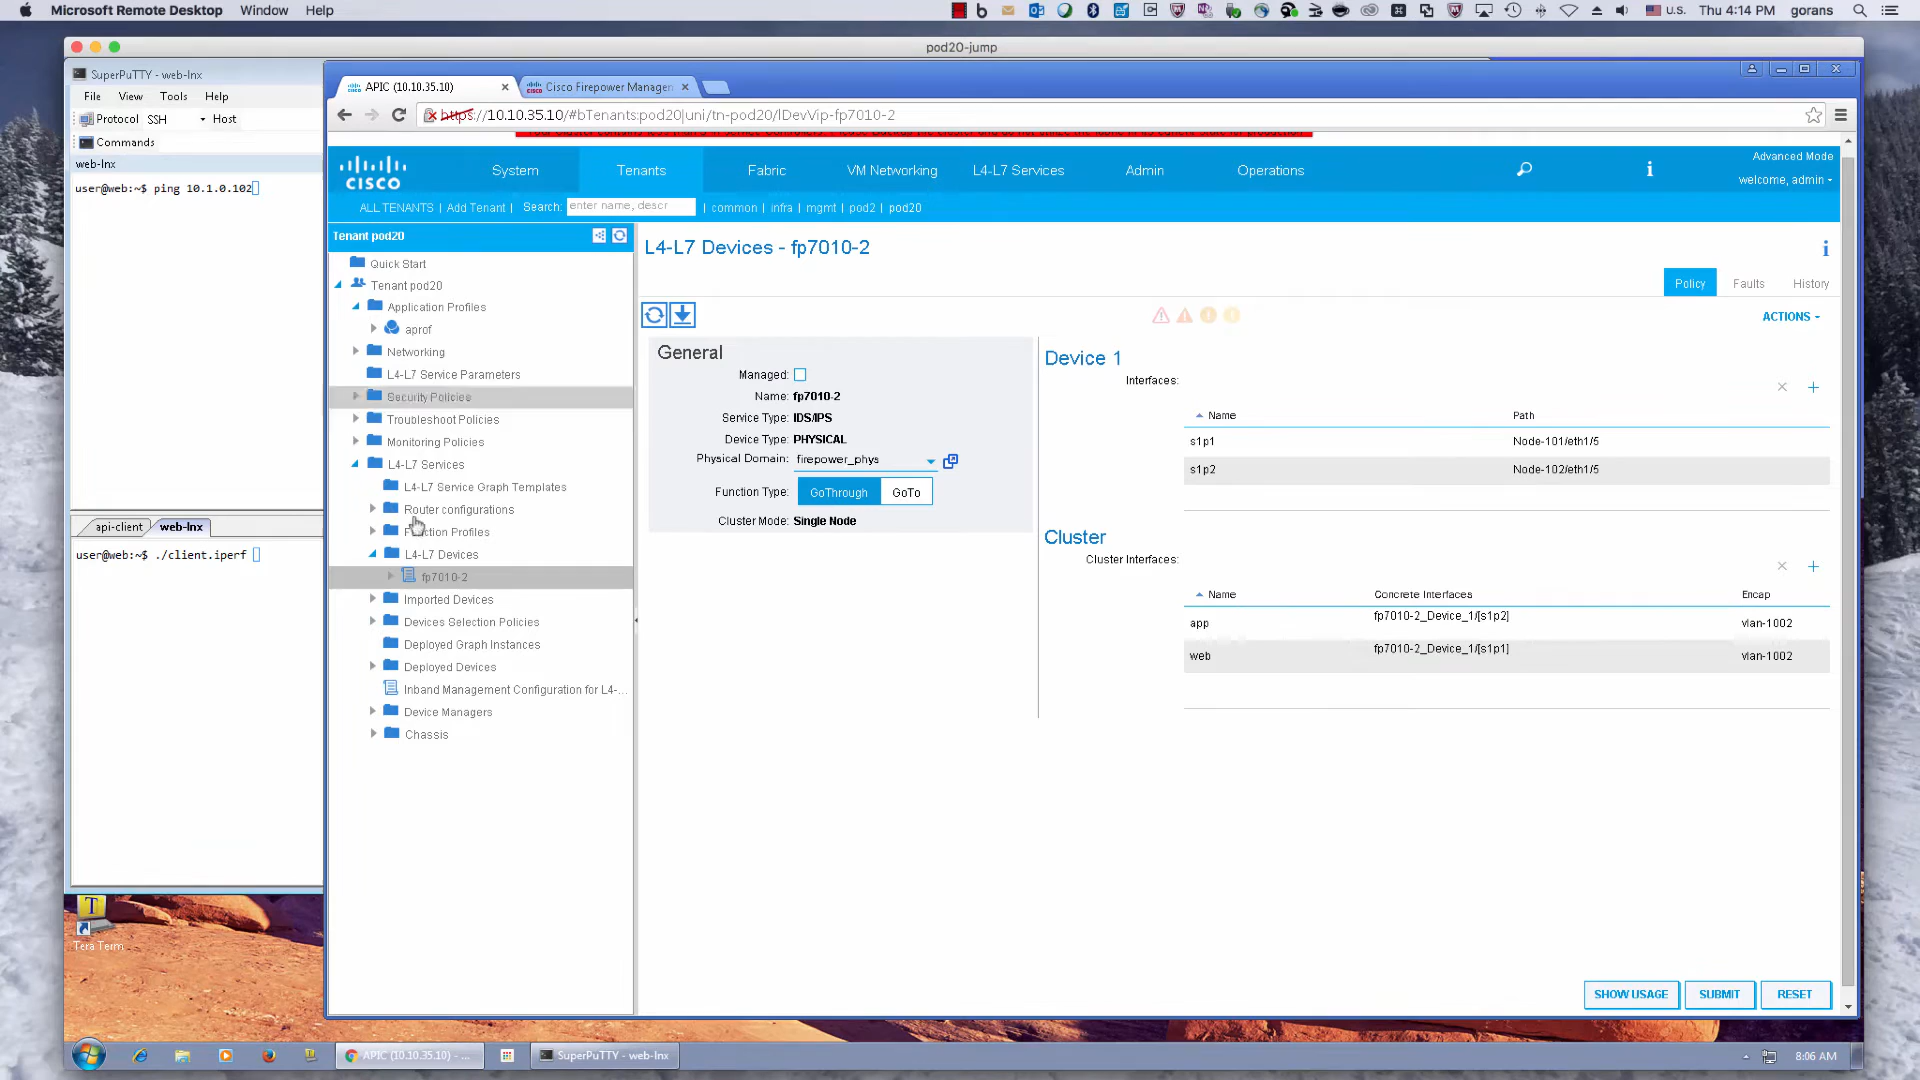 Microsoft Remote Desktop
Window
Help
U.S.
Thu 4:14 PM
gorans
pod20-jump
SuperPuTTY - web-lnx
File
View
Tools
Help
Protocol
SSH
Host
Commands
web-lnx
user@web:~$ ping 10.1.0.102
api-client
web-lnx
user@web:~$ ./client.iperf
Tera Term
APIC (10.10.35.10)
Cisco Firepower Manager
https://10.10.35.10/#bTenants:pod20|uni/tn-pod20/lDevVip-fp7010-2
CISCO
System
Tenants
Fabric
VM Networking
L4-L7 Services
Admin
Operations
Advanced Mode
welcome, admin
ALL TENANTS | Add Tenant | Search: enter name, descr | common | infra | mgmt | pod2 | pod20
Tenant pod20
Quick Start
Tenant pod20
Application Profiles
aprof
Networking
L4-L7 Service Parameters
Security Policies
Troubleshoot Policies
Monitoring Policies
L4-L7 Services
L4-L7 Service Graph Templates
Router configurations
Function Profiles
L4-L7 Devices
fp7010-2
Imported Devices
Devices Selection Policies
Deployed Graph Instances
Deployed Devices
Inband Management Configuration for L4-...
Device Managers
Chassis
L4-L7 Devices - fp7010-2
Policy
Faults
History
ACTIONS
General
Managed:
Name: fp7010-2
Service Type: IDS/IPS
Device Type: PHYSICAL
Physical Domain: firepower_phys
Function Type: GoThrough GoTo
Cluster Mode: Single Node
Device 1
Interfaces:
Name Path
s1p1 Node-101/eth1/5
s1p2 Node-102/eth1/5
Cluster
Cluster Interfaces:
Name Concrete Interfaces Encap
app fp7010-2_Device_1/[s1p2] vlan-1002
web fp7010-2_Device_1/[s1p1] vlan-1002
SHOW USAGE
SUBMIT
RESET
APIC (10.10.35.10) - ...
SuperPuTTY - web-lnx
8:06 AM